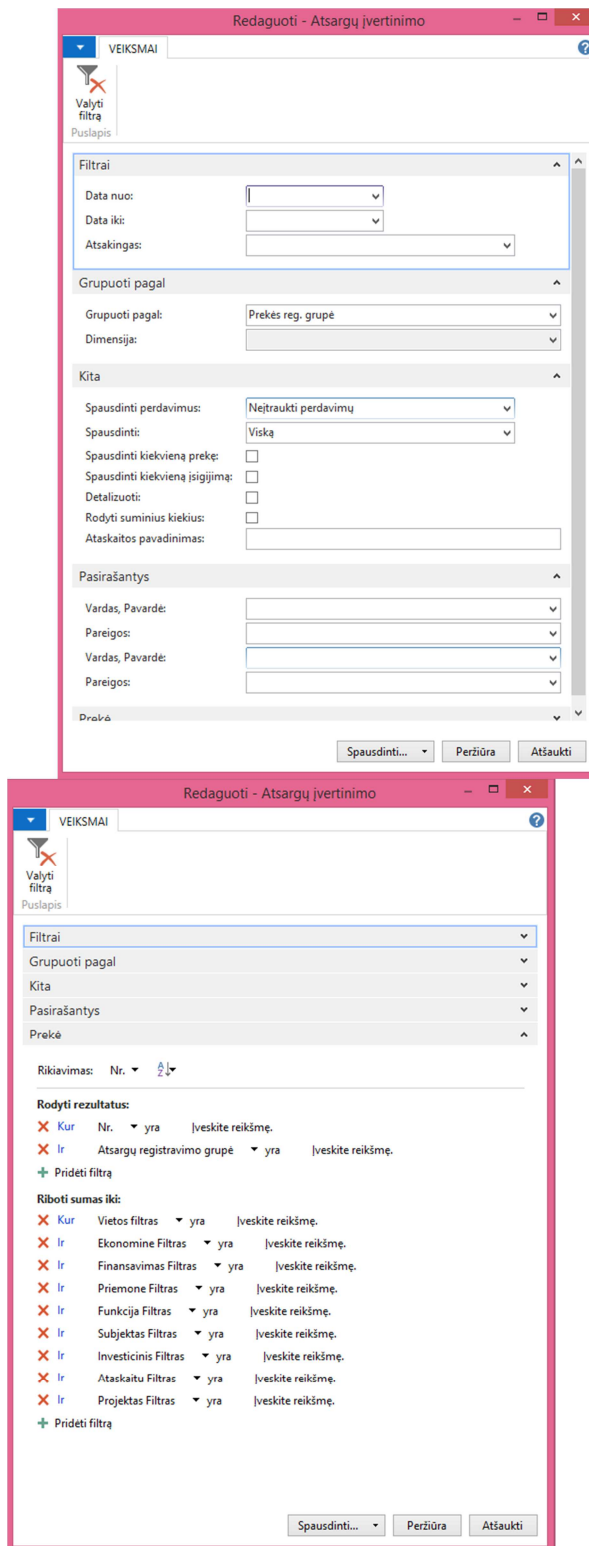 Redaguoti - Atsargų įvertinimo
VEIKSMAI
Valyti
filtrą
Puslapis
Filtrai
Data nuo:
Data iki:
Atsakingas:
Grupuoti pagal
Grupuoti pagal: Prekės reg. grupė
Dimensija:
Kita
Spausdinti perdavimus: Neįtraukti perdavimų
Spausdinti: Viską
Spausdinti kiekvieną prekę:
Spausdinti kiekvieną įsigijimą:
Detalizuoti:
Rodyti suminius kiekius:
Ataskaitos pavadinimas:
Pasirašantys
Vardas, Pavardė:
Pareigos:
Vardas, Pavardė:
Pareigos:
Prekė
Spausdinti... Peržiūra Atšaukti
Redaguoti - Atsargų įvertinimo
VEIKSMAI
Valyti
filtrą
Puslapis
Filtrai
Grupuoti pagal
Kita
Pasirašantys
Prekė
Rikiavimas: Nr. AZ
Rodyti rezultatus:
Kur Nr. yra Įveskite reikšmę.
Ir Atsargų registravimo grupė yra Įveskite reikšmę.
Pridėti filtrą
Riboti sumas iki:
Kur Vietos filtras yra Įveskite reikšmę.
Ir Ekonomine Filtras yra Įveskite reikšmę.
Ir Finansavimas Filtras yra Įveskite reikšmę.
Ir Priemone Filtras yra Įveskite reikšmę.
Ir Funkcija Filtras yra Įveskite reikšmę.
Ir Subjektas Filtras yra Įveskite reikšmę.
Ir Investicinis Filtras yra Įveskite reikšmę.
Ir Ataskaitu Filtras yra Įveskite reikšmę.
Ir Projektas Filtras yra Įveskite reikšmę.
Pridėti filtrą
Spausdinti... Peržiūra Atšaukti